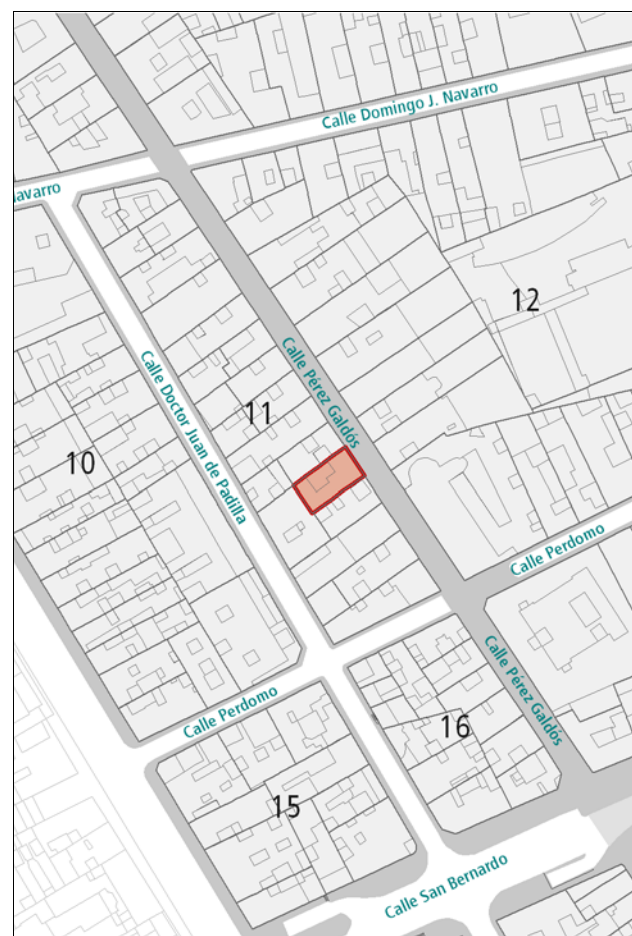 Calle Domingo J. Navarro
Navarro
12
Calle Pérez Galdós
Calle Doctor Juan de Padilla
11
10
Calle Perdomo
Calle Pérez Galdós
Calle Perdomo
16
15
Calle San Bernardo